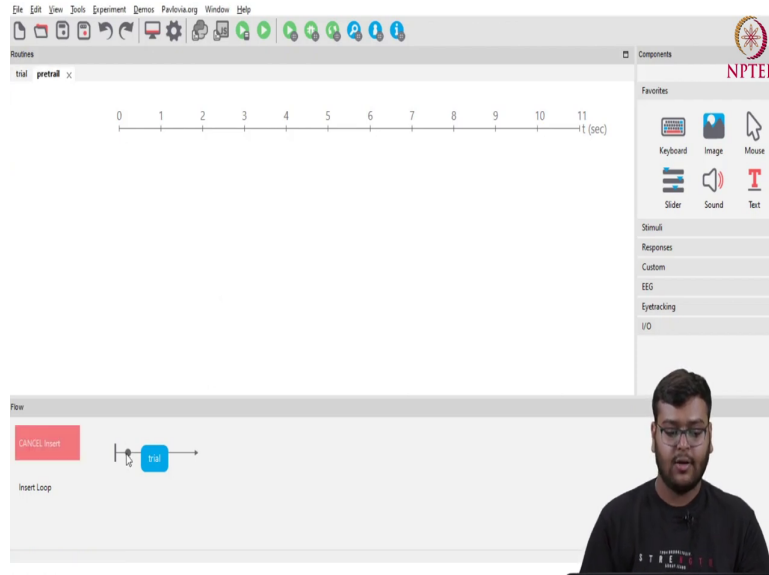 File Edit View Tools Experiment Demos Pavlovia.org Window Help
Routines
Components
NPTEL
trial pretrail
Favorites
0 1 2 3 4 5 6 7 8 9 10 11
t (sec)
Keyboard Image Mouse
Slider Sound Text
Stimuli
Responses
Custom
EEG
Eyetracking
I/O
Flow
CANCEL Insert
trial
Insert Loop